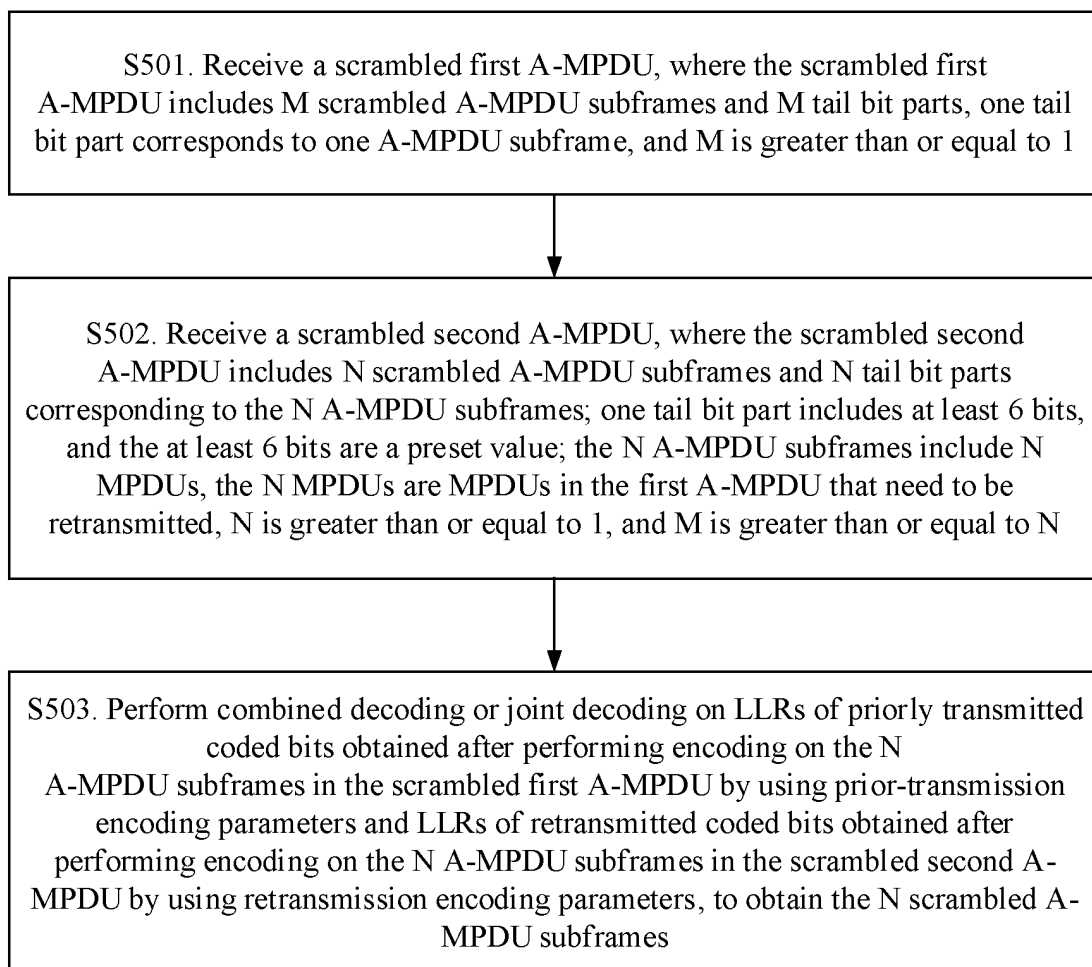 S501. Receive a scrambled first A-MPDU, where the scrambled first
A-MPDU includes M scrambled A-MPDU subframes and M tail bit parts, one tail
bit part corresponds to one A-MPDU subframe, and M is greater than or equal to 1
S502. Receive a scrambled second A-MPDU, where the scrambled second
A-MPDU includes N scrambled A-MPDU subframes and N tail bit parts
corresponding to the N A-MPDU subframes; one tail bit part includes at least 6 bits,
and the at least 6 bits are a preset value; the N A-MPDU subframes include N
MPDUs, the N MPDUs are MPDUs in the first A-MPDU that need to be
retransmitted, N is greater than or equal to 1, and M is greater than or equal to N
S503. Perform combined decoding or joint decoding on LLRs of priorly transmitted
coded bits obtained after performing encoding on the N
A-MPDU subframes in the scrambled first A-MPDU by using prior-transmission
encoding parameters and LLRs of retransmitted coded bits obtained after
performing encoding on the N A-MPDU subframes in the scrambled second A-
MPDU by using retransmission encoding parameters, to obtain the N scrambled A-
MPDU subframes